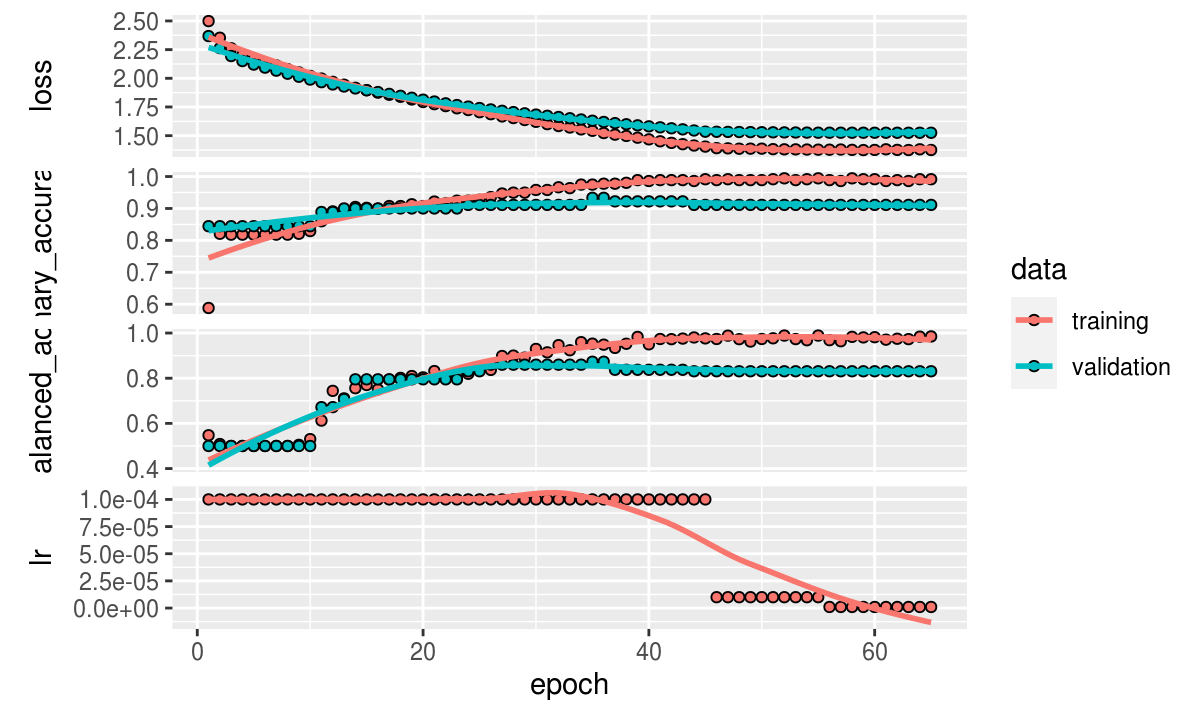 loss
2.50
2.25
2.00
1.75
1.50
nary_accura
1.0
0.9
0.8
0.7
0.6
alanced_ac
1.0
0.8
0.6
0.4
lr
1.0e-04
7.5e-05
5.0e-05
2.5e-05
0.0e+00
0 20 40 60
epoch
data
training
validation